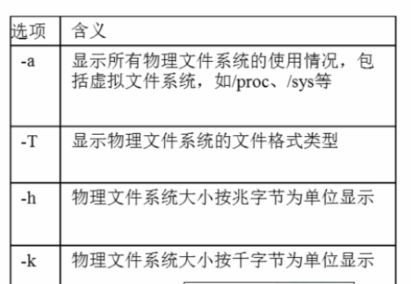 选项 含义
-a 显示所有物理文件系统的使用情况，包
括虚拟文件系统，如/proc、/sys等
-T 显示物理文件系统的文件格式类型
-h 物理文件系统大小按兆字节为单位显示
-k 物理文件系统大小按千字节为单位显示